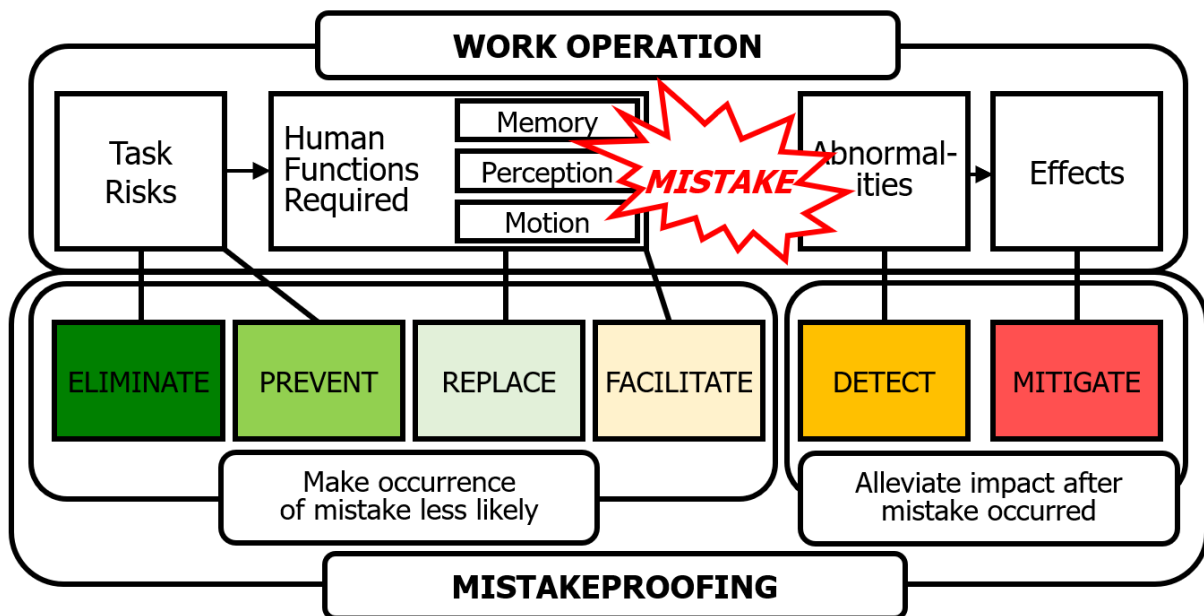 WORK OPERATION
Task
Risks
Human
Functions
Required
Memory
Perception
Motion
MISTAKE
Abnormal-
ities
Effects
ELIMINATE
PREVENT
REPLACE
FACILITATE
DETECT
MITIGATE
Make occurrence
of mistake less likely
Alleviate impact after
mistake occurred
MISTAKEPROOFING